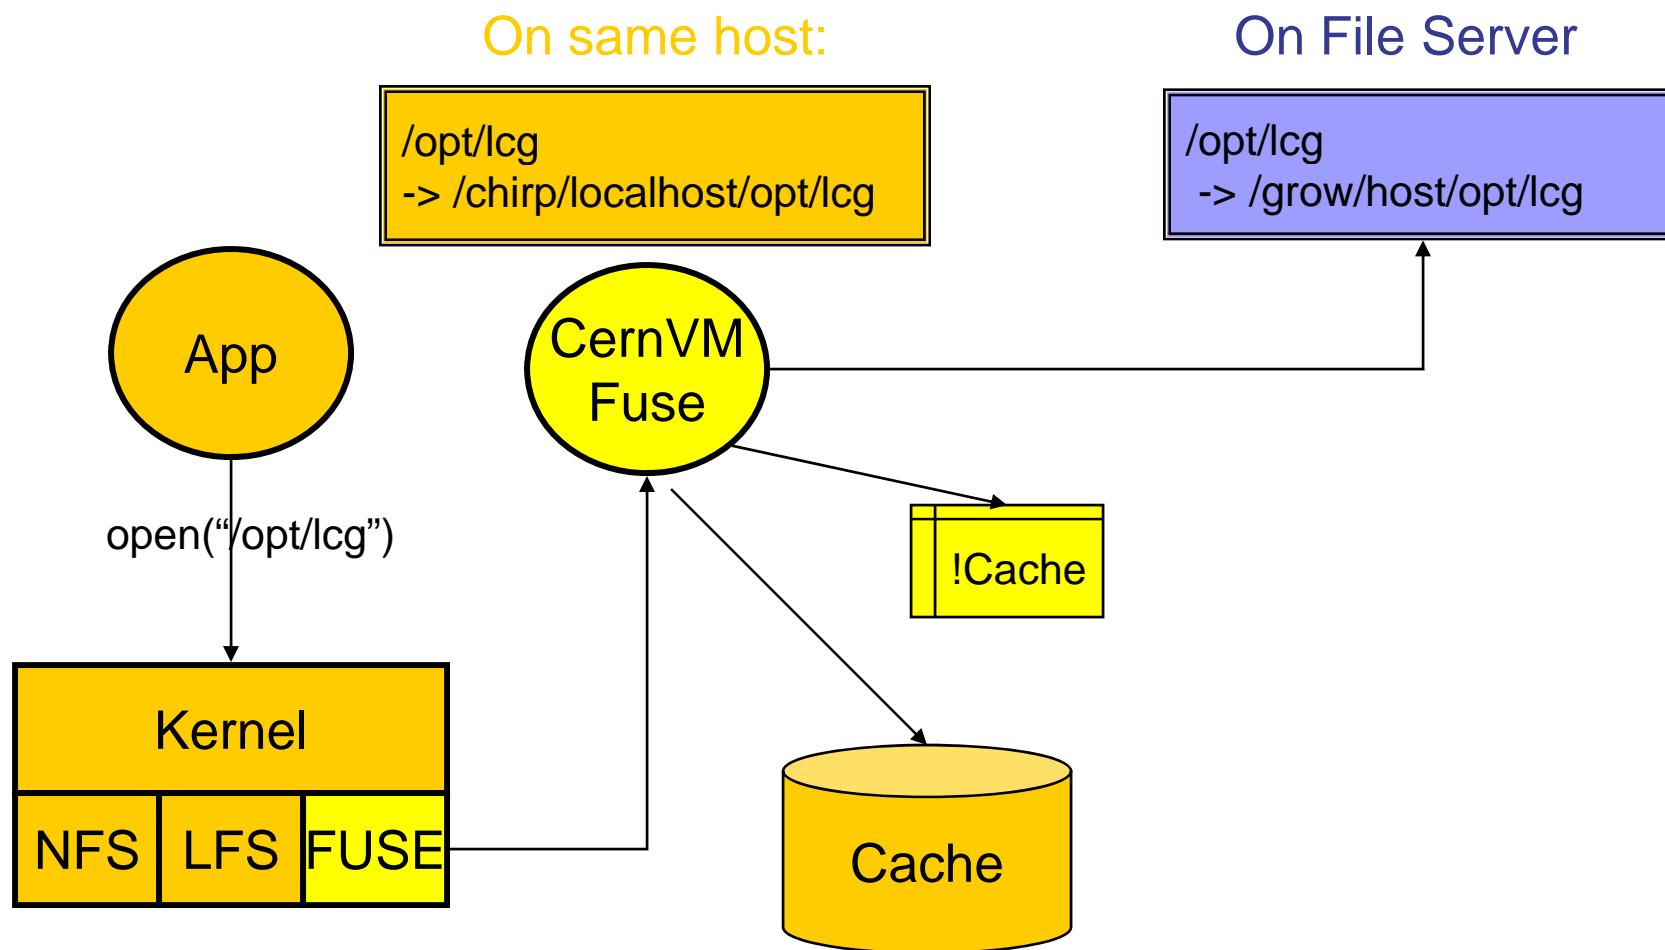 On same host:
On File Server
/opt/lcg
-> /chirp/localhost/opt/lcg
/opt/lcg
-> /grow/host/opt/lcg
App
CernVM
Fuse
open(“/opt/lcg”)
!Cache
Kernel
NFS
LFS
FUSE
Cache